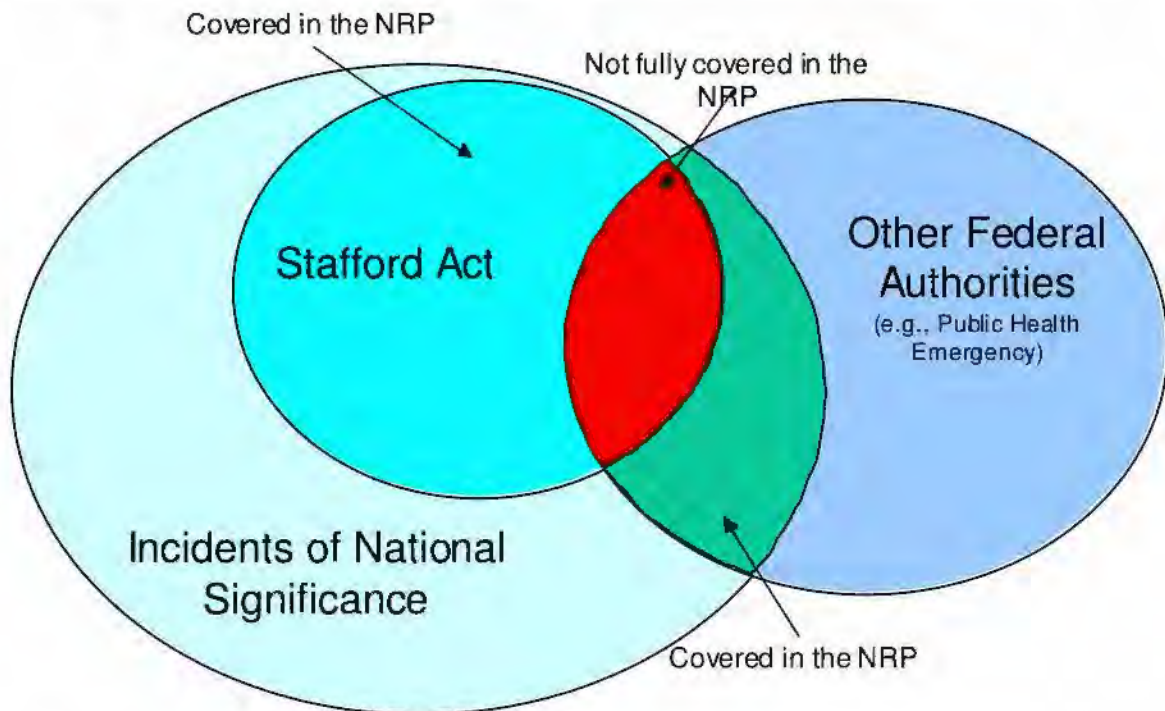 Covered in the NRP
Not fully covered in the
NRP
Stafford Act
Other Federal
Authorities
(e.g., Public Health
Emergency)
Incidents of National
Significance
Covered in the NRP